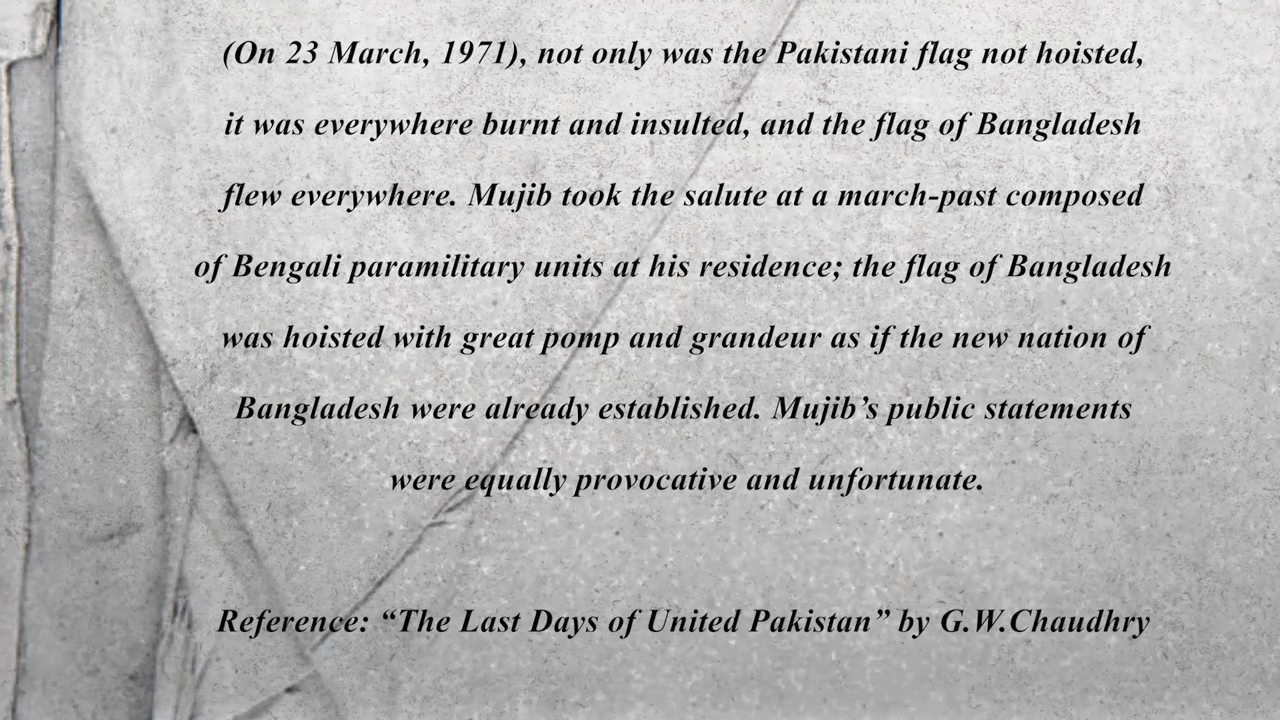 (On 23 March, 1971), not only was the Pakistani flag not hoisted,
it was everywhere burnt and insulted, and the flag of Bangladesh
flew everywhere. Mujib took the salute at a march-past composed
of Bengali paramilitary units at his residence; the flag of Bangladesh
was hoisted with great pomp and grandeur as if the new nation of
Bangladesh were already established. Mujib’s public statements
were equally provocative and unfortunate.
Reference: “The Last Days of United Pakistan” by G.W.Chaudhry